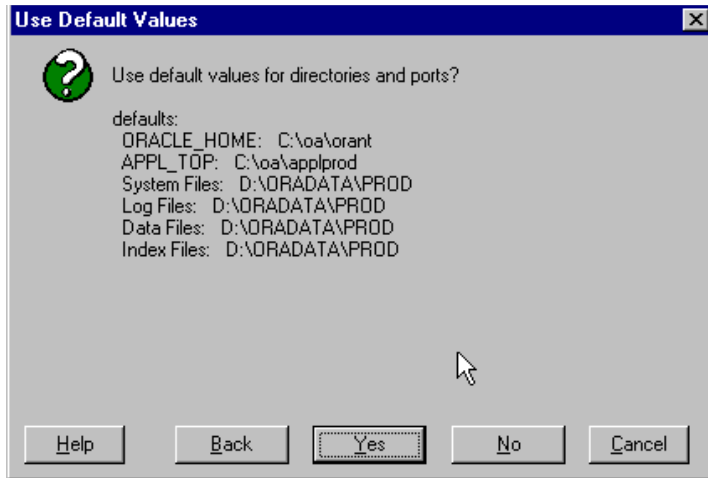 Use Default Values
Use default values for directories and ports?
defaults:
ORACLE_HOME: C:\oa\orant
APPL_TOP: C:\oa\applprod
System Files: D:\ORADATA\PROD
Log Files: D:\ORADATA\PROD
Data Files: D:\ORADATA\PROD
Index Files: D:\ORADATA\PROD
Help Back Yes No Cancel